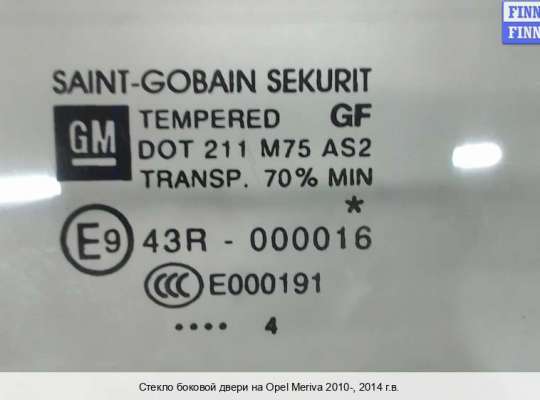 FINN
FINN
SAINT-GOBAIN SEKURIT
GM
TEMPERED GF
DOT 211 M75 AS2
TRANSP. 70% MIN
*
E9 43R - 000016
CCC E000191
•••• 4
Стекло боковой двери на Opel Meriva 2010-, 2014 г.в.